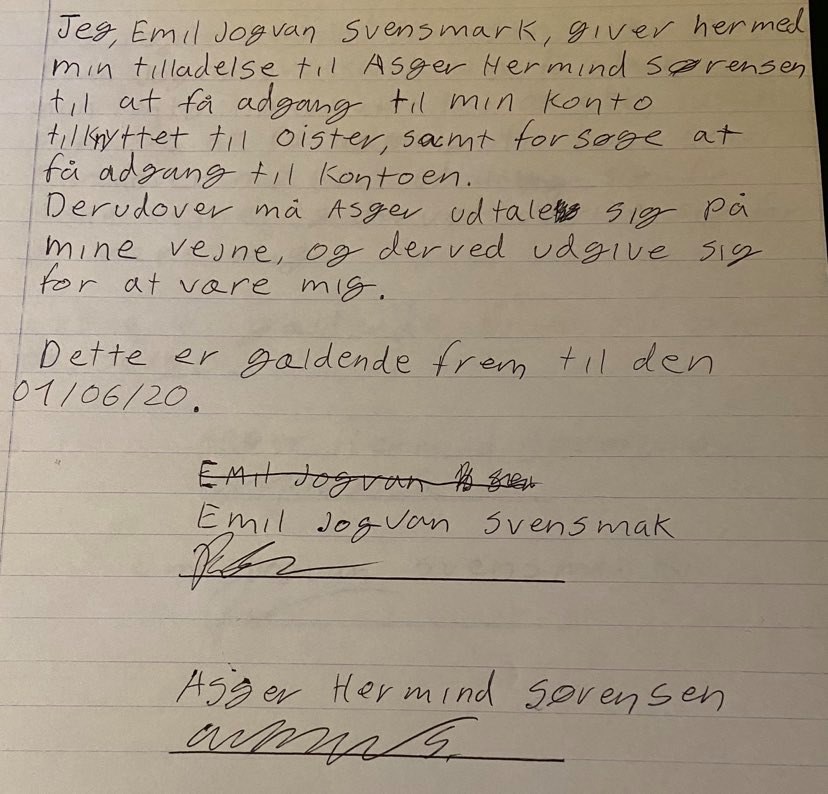 Jeg, Emil Jogvan Svensmark, giver hermed
min tilladelse til Asger Hermind Sørensen
til at få adgang til min konto
tilknyttet til Oister, samt forsøge at
få adgang til kontoen.
Derudover må Asger udtale sig på
mine vejne, og derved udgive sig
for at være mig.
Dette er gældende frem til den
01/06/20.
Emil Jogvan
Emil Jogvan Svensmak
Asger Hermind Sørensen